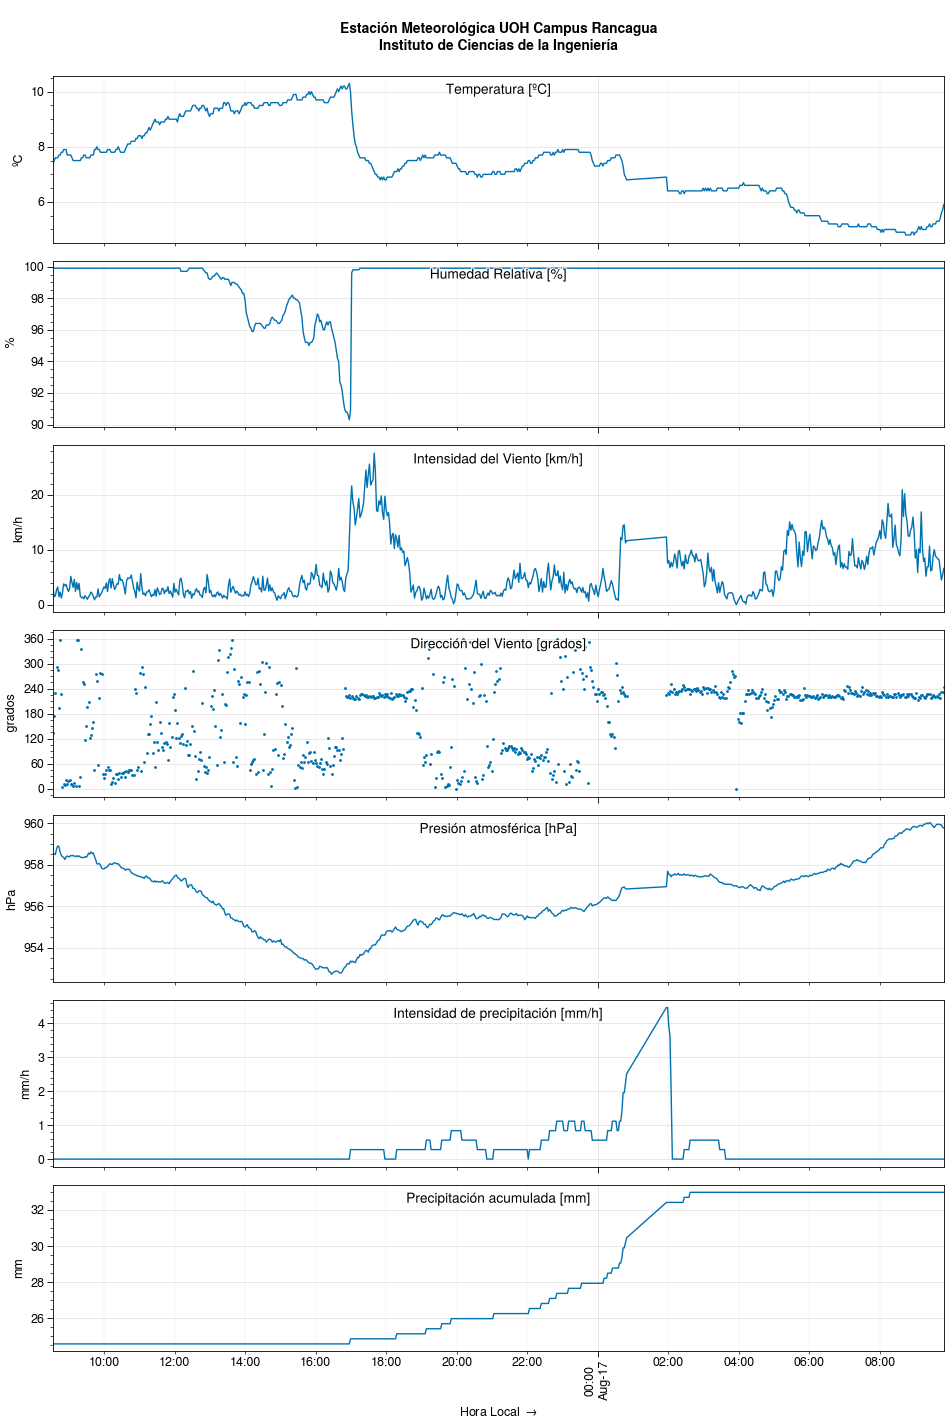 Estación Meteorológica UOH Campus Rancagua
Instituto de Ciencias de la Ingeniería
Temperatura [ºC]
ºC
10
8
6
Humedad Relativa [%]
%
100
98
96
94
92
90
Intensidad del Viento [km/h]
km/h
20
10
0
Dirección del Viento [grados]
grados
360
300
240
180
120
60
0
Presión atmosférica [hPa]
hPa
960
958
956
954
Intensidad de precipitación [mm/h]
mm/h
4
3
2
1
0
Precipitación acumulada [mm]
mm
32
30
28
26
10:00 12:00 14:00 16:00 18:00 20:00 22:00 00:00 02:00 04:00 06:00 08:00
Aug-17
Hora Local →